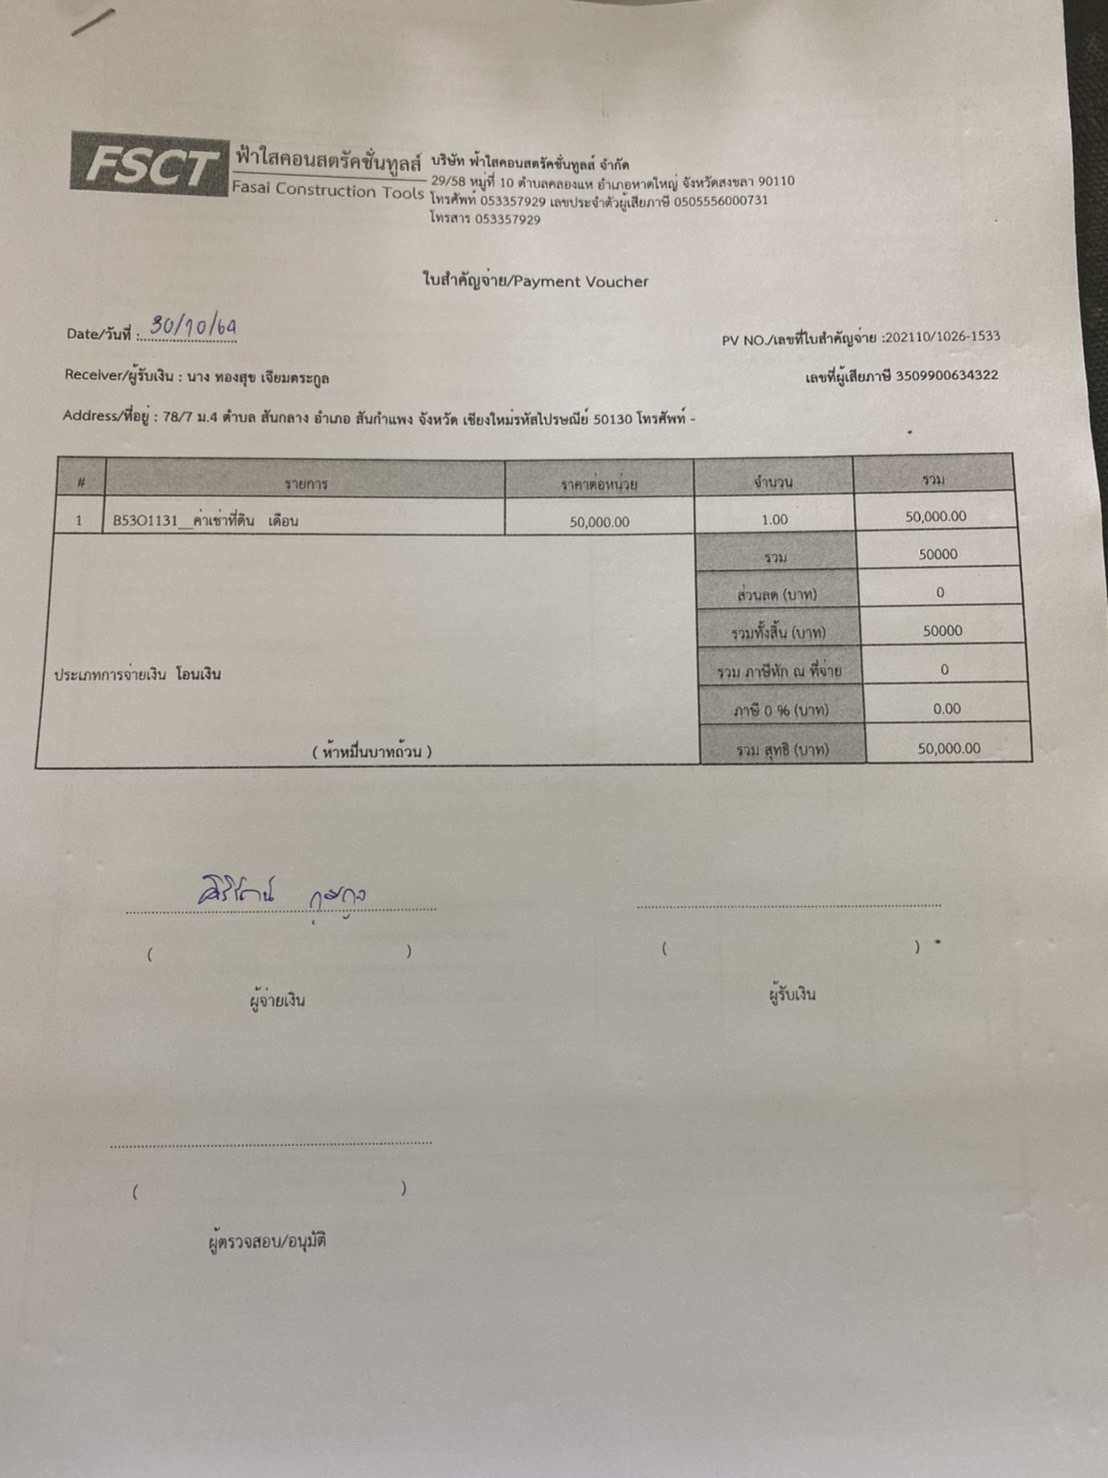 FSCT ฟ้าใสคอนสตรัคชั่นทูลส์
Fasai Construction Tools
บริษัท ฟ้าใสคอนสตรัคชั่นทูลส์ จำกัด
29/58 หมู่ที่ 10 ตำบลคลองแห อำเภอหาดใหญ่ จังหวัดสงขลา 90110
โทรศัพท์ 053357929 เลขประจำตัวผู้เสียภาษี 0505556000731
โทรสาร 053357929
ใบสำคัญจ่าย/Payment Voucher
Date/วันที่ : 30/10/64
PV NO./เลขที่ใบสำคัญจ่าย :202110/1026-1533
Receiver/ผู้รับเงิน : นาง ทองสุข เจียมตระกูล
เลขที่ผู้เสียภาษี 3509900634322
Address/ที่อยู่ : 78/7 ม.4 ตำบล สันกลาง อำเภอ สันกำแพง จังหวัด เชียงใหม่รหัสไปรษณีย์ 50130 โทรศัพท์ -
# รายการ ราคาต่อหน่วย จำนวน รวม
1 B53O1131__ค่าเช่าที่ดิน เดือน 50,000.00 1.00 50,000.00
รวม 50000
ส่วนลด (บาท) 0
รวมทั้งสิ้น (บาท) 50000
ประเภทการจ่ายเงิน โอนเงิน
รวม ภาษีหัก ณ ที่จ่าย 0
ภาษี 0 % (บาท) 0.00
( ห้าหมื่นบาทถ้วน )
รวม สุทธิ (บาท) 50,000.00
( ) ( )
ผู้จ่ายเงิน ผู้รับเงิน
( )
ผู้ตรวจสอบ/อนุมัติ